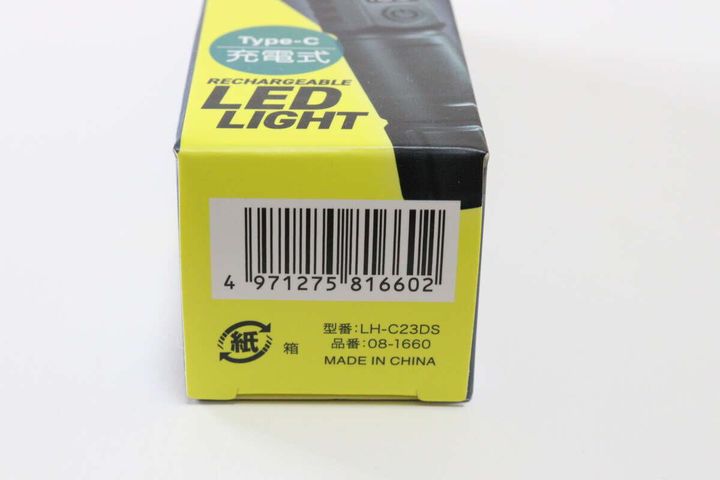 Type-C
充電式
RECHARGEABLE
LED
LIGHT
4 971275 816602
紙
箱
型番:LH-C23DS
品番:08-1660
MADE IN CHINA